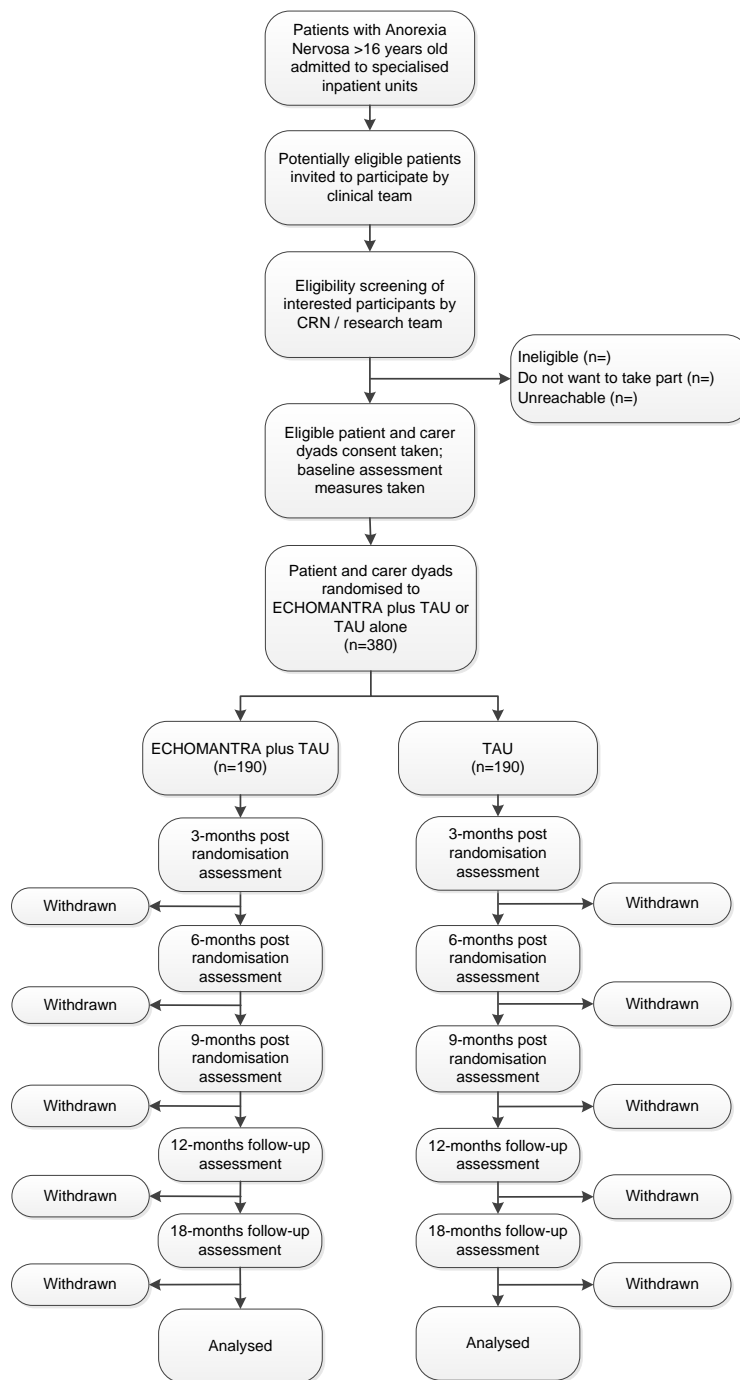 Patients with Anorexia
Nervosa >16 years old
admitted to specialised
inpatient units
Potentially eligible patients
invited to participate by
clinical team
Eligibility screening of
interested participants by
CRN / research team
Ineligible (n=)
Do not want to take part (n=)
Unreachable (n=)
Eligible patient and carer
dyads consent taken;
baseline assessment
measures taken
Patient and carer dyads
randomised to
ECHOMANTRA plus TAU or
TAU alone
(n=380)
ECHOMANTRA plus TAU
(n=190)
TAU
(n=190)
3-months post
randomisation
assessment
3-months post
randomisation
assessment
Withdrawn
Withdrawn
6-months post
randomisation
assessment
6-months post
randomisation
assessment
Withdrawn
Withdrawn
9-months post
randomisation
assessment
9-months post
randomisation
assessment
Withdrawn
Withdrawn
12-months follow-up
assessment
12-months follow-up
assessment
Withdrawn
Withdrawn
18-months follow-up
assessment
18-months follow-up
assessment
Withdrawn
Withdrawn
Analysed
Analysed